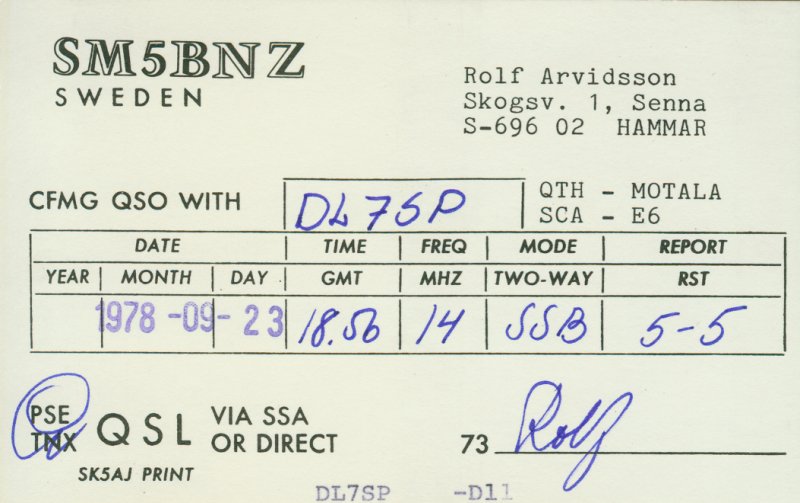 SM5BNZ
SWEDEN
Rolf Arvidsson
Skogsv. 1, Senna
S-696 02 HAMMAR
CFMG QSO WITH DL7SP
QTH - MOTALA
SCA - E6
DATE TIME FREQ MODE REPORT
YEAR MONTH DAY GMT MHZ TWO-WAY RST
1978 -09- 23 18.56 14 SSB 5-5
PSE
TNX
QSL
VIA SSA
OR DIRECT
73 Rolf
SK5AJ PRINT
DL7SP -D11